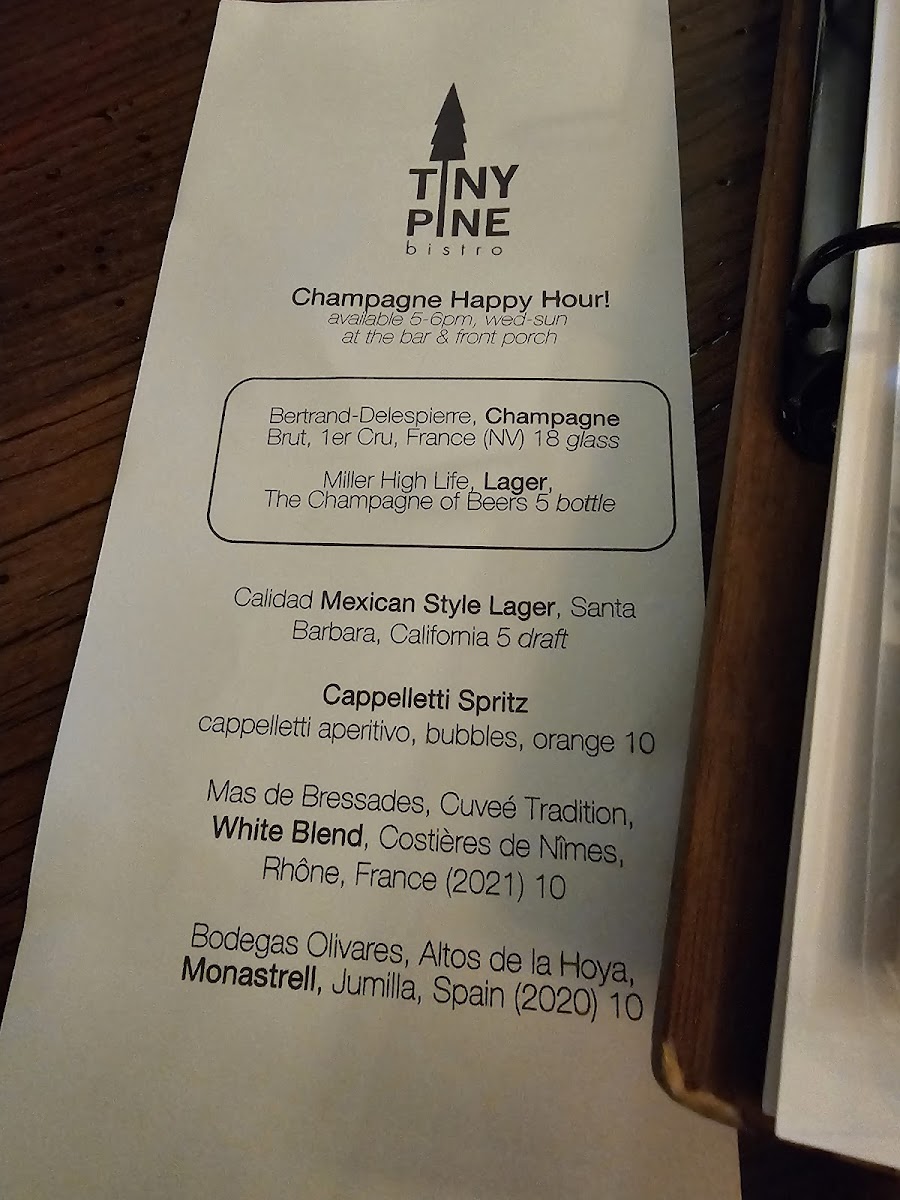 TINY
PINE
bistro
Champagne Happy Hour!
available 5-6pm, wed-sun
at the bar & front porch
Bertrand-Delespierre, Champagne
Brut, 1er Cru, France (NV) 18 glass
Miller High Life, Lager,
The Champagne of Beers 5 bottle
Calidad Mexican Style Lager, Santa
Barbara, California 5 draft
Cappelletti Spritz
cappelletti aperitivo, bubbles, orange 10
Mas de Bressades, Cuveé Tradition,
White Blend, Costières de Nîmes,
Rhône, France (2021) 10
Bodegas Olivares, Altos de la Hoya,
Monastrell, Jumilla, Spain (2020) 10